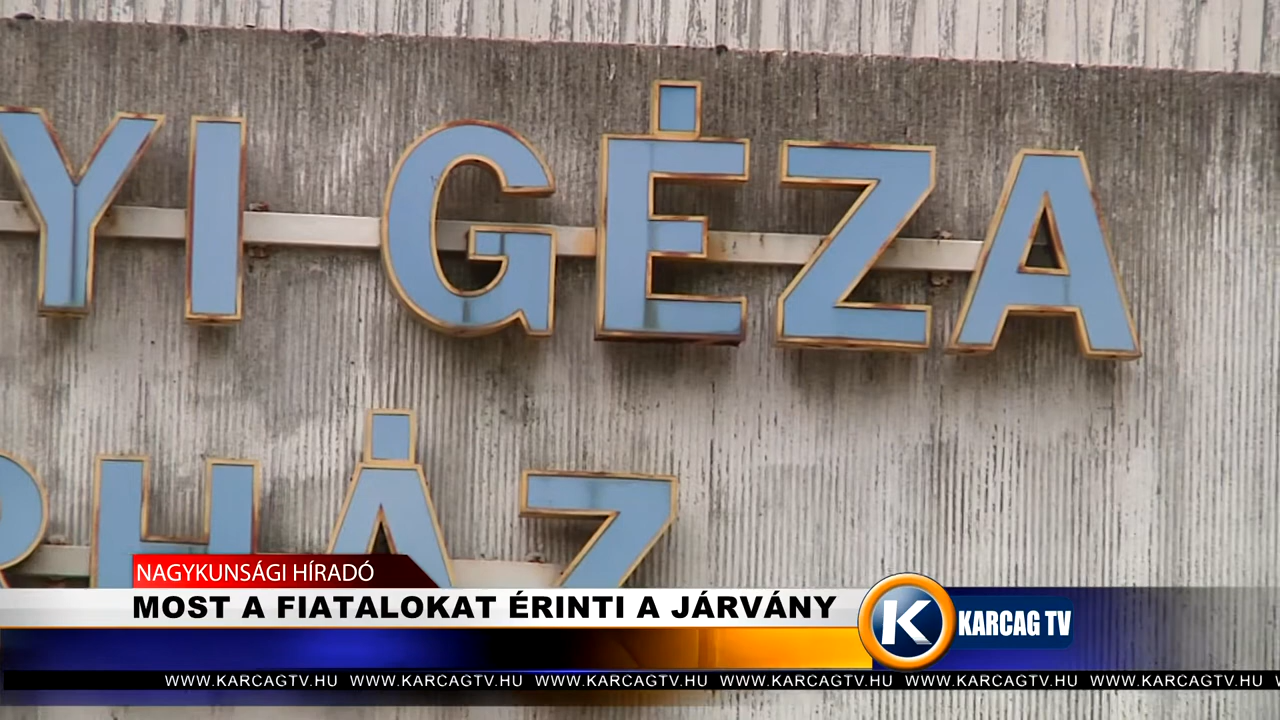 YI GÉZA
RHÁZ
NAGYKUNSÁGI HÍRADÓ
MOST A FIATALOKAT ÉRINTI A JÁRVÁNY
K KARCAG TV
WWW.KARCAGTV.HU WWW.KARCAGTV.HU WWW.KARCAGTV.HU WWW.KARCAGTV.HU WWW.KARCAGTV.HU WWW.KARCAGTV.HU